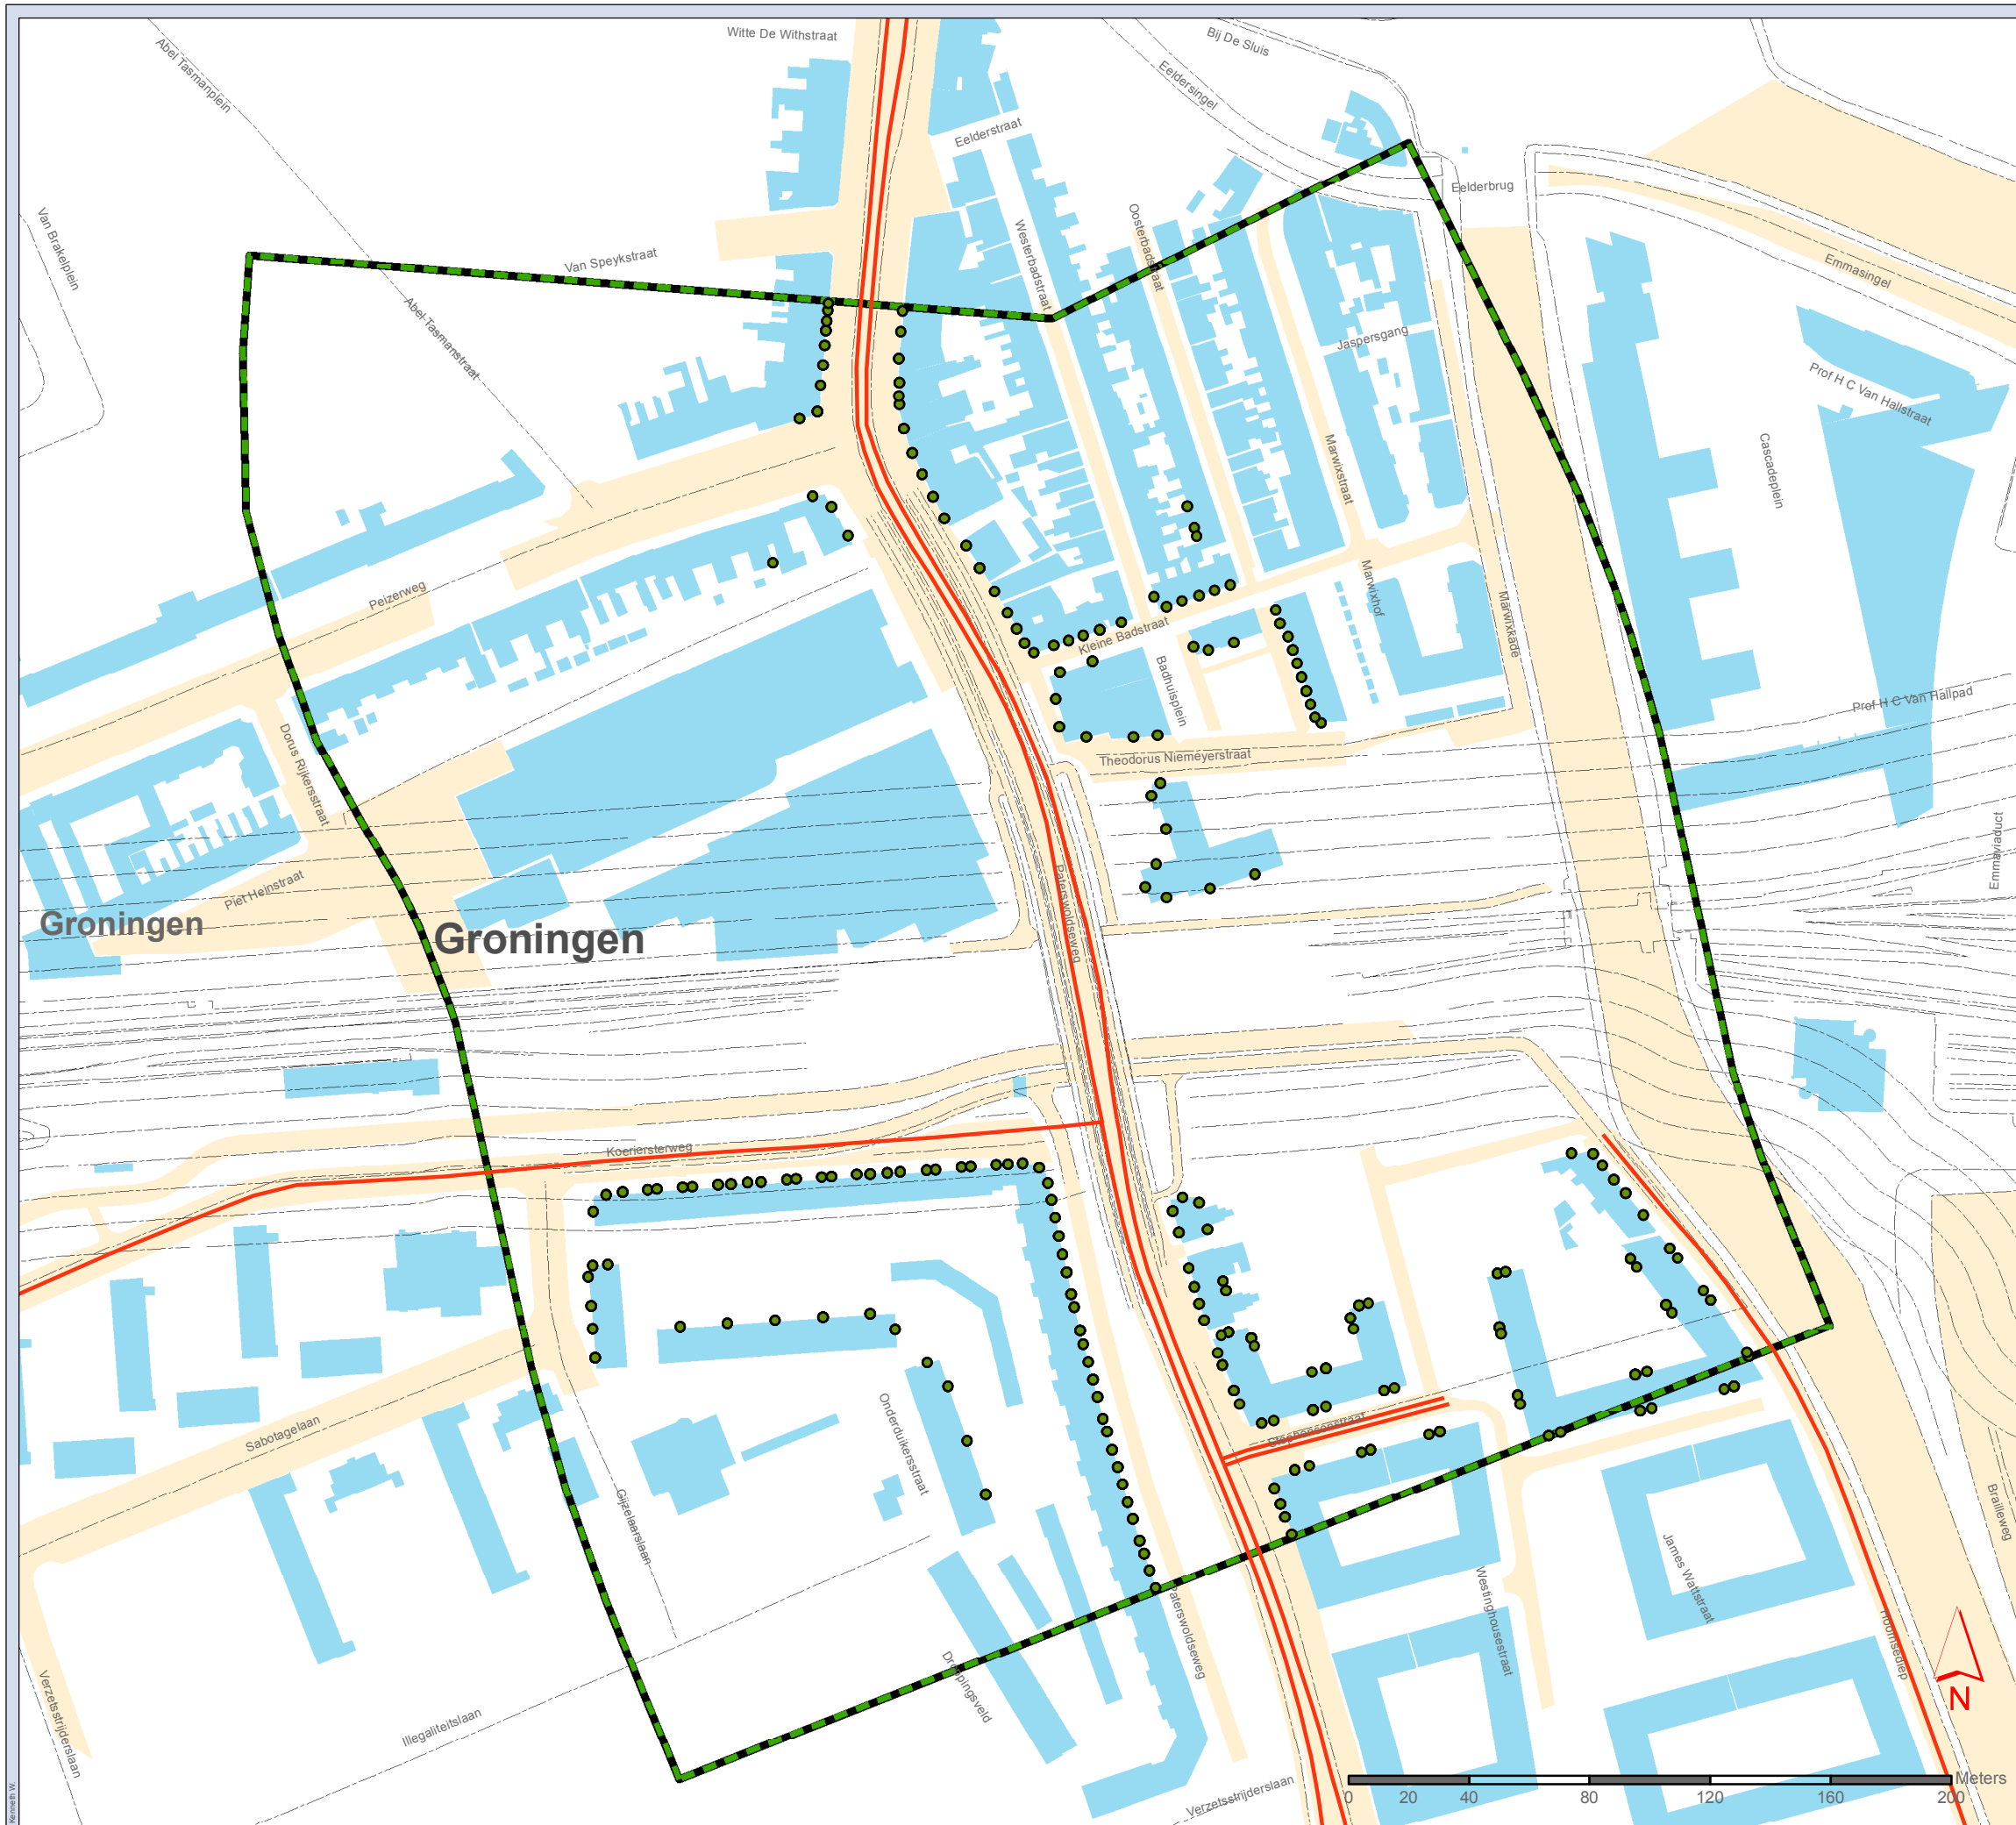 Witte De Withstraat
Bij De Sluis
Abel Tasmanplein
Eeldersingel
Eelderstraat
Eelderbrug
Van Brakelplein
Van Speykstraat
Westerbadstraat
Oosterbadstraat
Emmasingel
Abel Tasmanstraat
Jaspersgang
Prof H C Van Hallstraat
Marwixstraat
Cascadeplein
Peizerweg
Marwixhof
Marwixkade
Kleine Badstraat
Badhuisplein
Prof H C Van Hallpad
Dorus Rijkersstraat
Theodorus Niemeyerstraat
Emmaviaduct
Piet Heinstraat
Paterswoldseweg
Groningen
Groningen
Koeriersterweg
Sabotagelaan
Onderduikersstraat
Stephensonstraat
Gijzelaarslaan
Brailleweg
James Wattstraat
Westinghousestraat
Paterswoldseweg
Hoornsediep
Droppingsveld
Verzetsstrijderslaan
Illegaliteitslaan
Verzetsstrijderslaan
N
Meters
0 20 40 80 120 160 200
Kenneth W.